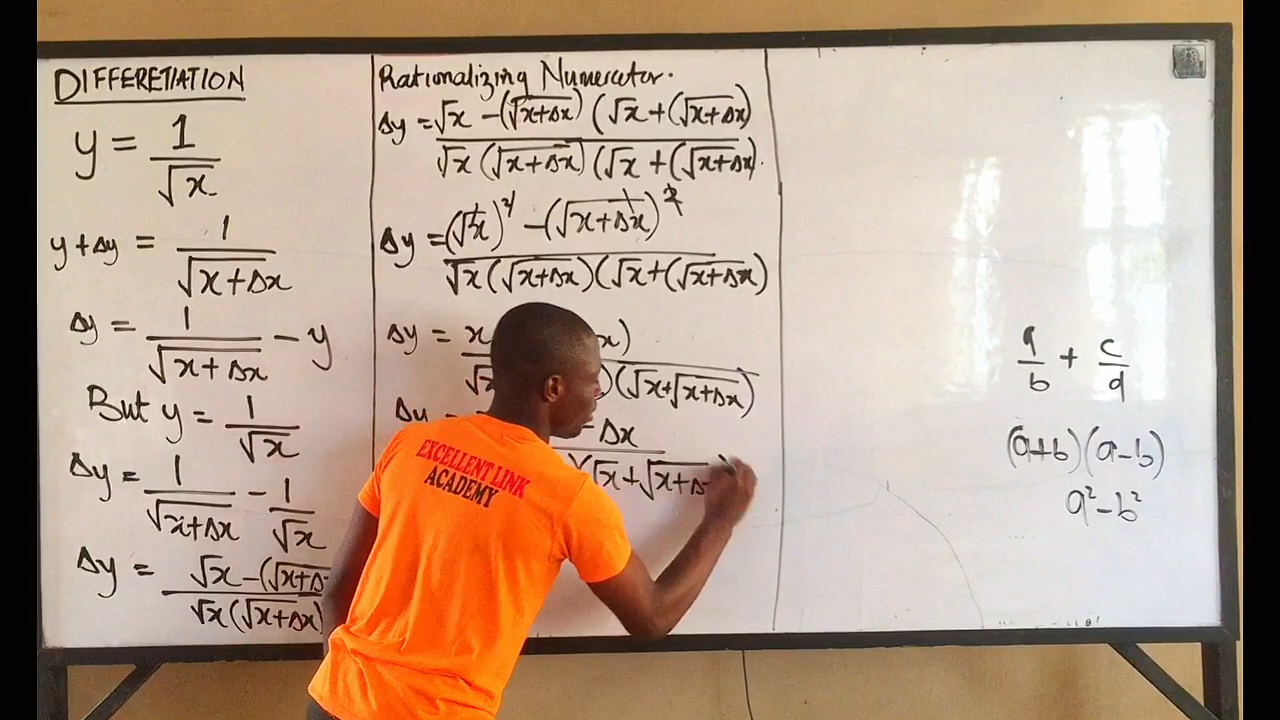 DIFFERETIATION
y = 1/√x
y + Δy = 1/√x+Δx
Δy = 1/√x+Δx - y
But y = 1/√x
Δy = 1/√x+Δx - 1/√x
Δy = √x-(√x+Δ/√x(√x+Δx)
Rationalizing Numerator.
Δy = √x-(√x+Δx)(√x+(√x+Δx)/√x(√x+Δx)(√x+(√x+Δx).
Δy = (√x)²-(√x+Δx)²/√x(√x+Δx)(√x+(√x+Δx)
Δy = x x)/√x )(√x+√x+Δx)
Δy = -Δx/)(√x+√x+Δ
a/b + c/d
(a+b)(a-b)
a²-b²
EXCELLENT LINK
ACADEMY